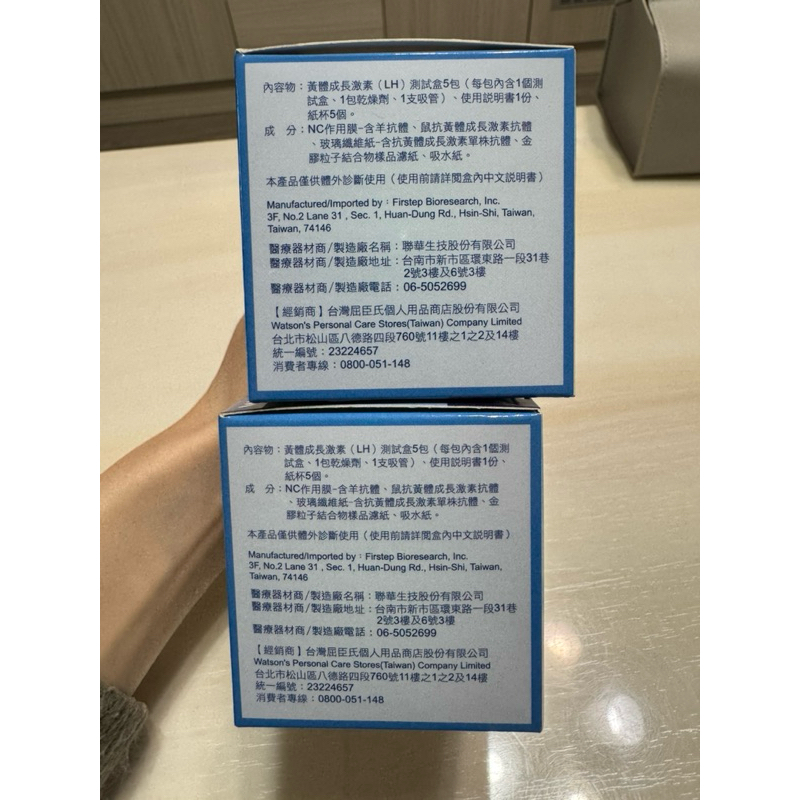 內容物：黃體成長激素（LH）測試盒5包（每包內含1個測
試盒、1包乾燥劑、1支吸管）、使用說明書1份、
紙杯5個。
成　分：NC作用膜-含羊抗體、鼠抗黃體成長激素抗體
、玻璃纖維紙-含抗黃體成長激素單株抗體、金
膠粒子結合物樣品濾紙、吸水紙。
本產品僅供體外診斷使用（使用前請詳閱盒內中文說明書）
Manufactured/Imported by：Firstep Bioresearch, Inc.
3F, No.2 Lane 31 , Sec. 1, Huan-Dung Rd., Hsin-Shi, Taiwan,
Taiwan, 74146
醫療器材商/製造廠名稱：聯華生技股份有限公司
醫療器材商/製造廠地址：台南市新市區環東路一段31巷
2號3樓及6號3樓
醫療器材商/製造廠電話：06-5052699
【經銷商】台灣屈臣氏個人用品商店股份有限公司
Watson's Personal Care Stores(Taiwan) Company Limited
台北市松山區八德路四段760號11樓之1之2及14樓
統一編號：23224657
消費者專線：0800-051-148
內容物：黃體成長激素（LH）測試盒5包（每包內含1個測
試盒、1包乾燥劑、1支吸管）、使用說明書1份、
紙杯5個。
成　分：NC作用膜-含羊抗體、鼠抗黃體成長激素抗體
、玻璃纖維紙-含抗黃體成長激素單株抗體、金
膠粒子結合物樣品濾紙、吸水紙。
本產品僅供體外診斷使用（使用前請詳閱盒內中文說明書）
Manufactured/Imported by：Firstep Bioresearch, Inc.
3F, No.2 Lane 31 , Sec. 1, Huan-Dung Rd., Hsin-Shi, Taiwan,
Taiwan, 74146
醫療器材商/製造廠名稱：聯華生技股份有限公司
醫療器材商/製造廠地址：台南市新市區環東路一段31巷
2號3樓及6號3樓
醫療器材商/製造廠電話：06-5052699
【經銷商】台灣屈臣氏個人用品商店股份有限公司
Watson's Personal Care Stores(Taiwan) Company Limited
台北市松山區八德路四段760號11樓之1之2及14樓
統一編號：23224657
消費者專線：0800-051-148